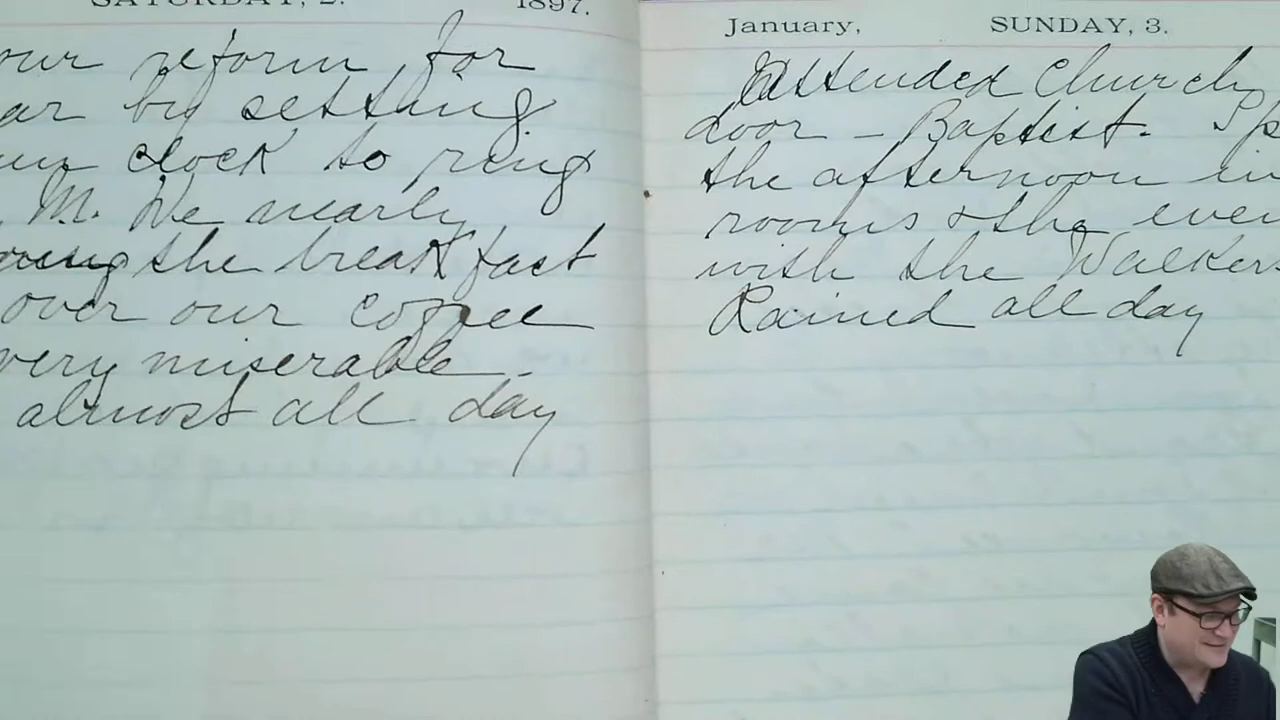 SATURDAY, 2. 1897.
our reform for
ar by setting
clock to ring
M. We nearly
the breakfast
over our coffee
very miserable.
almost all day
January, SUNDAY, 3.
Attended Church
door - Baptist. Sp
the afternoon in
rooms & the even
with the Walkers
Rained all day